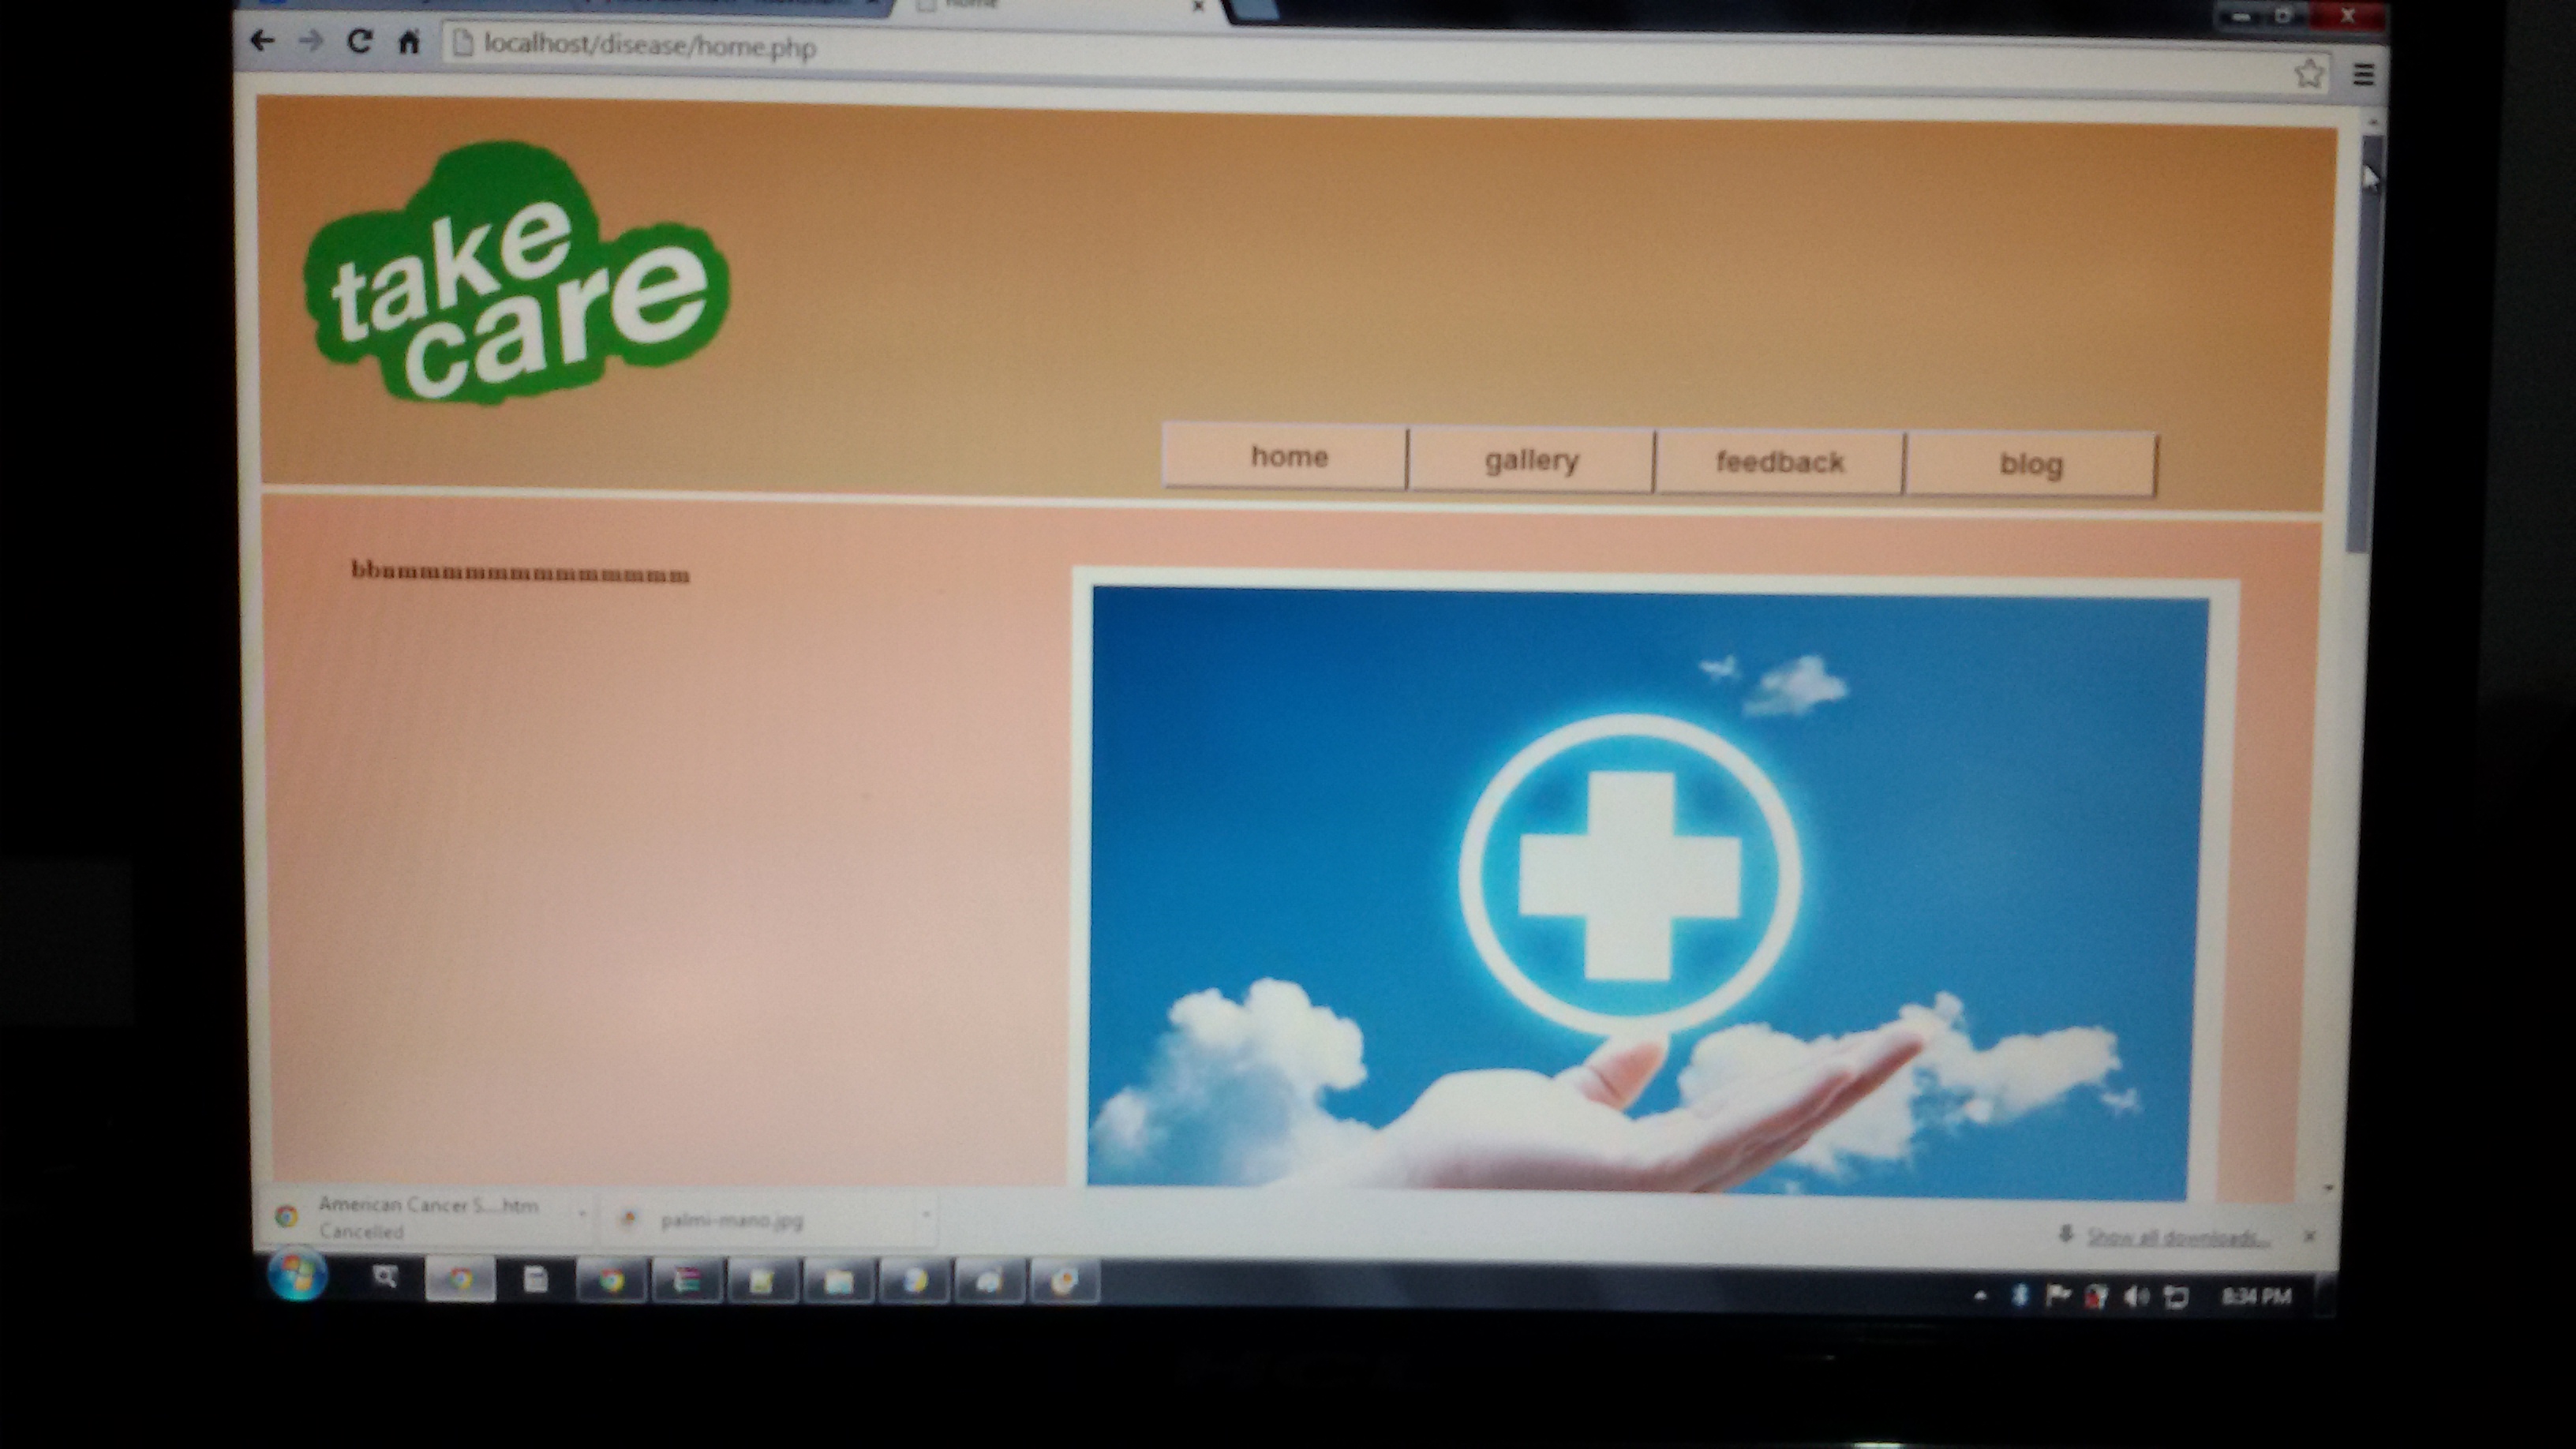 home
localhost/disease/home.php
take
care
home
gallery
feedback
blog
American Cancer S....htm
Cancelled
palmi-mano.jpg
Show all downloads...
8:34 PM
HCL